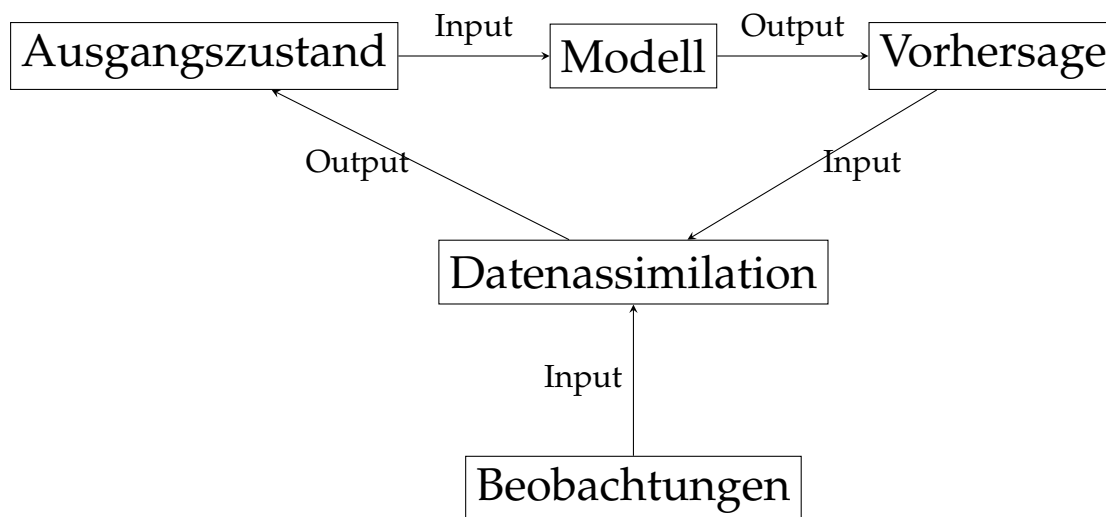 Input
Output
Ausgangszustand
Modell
Vorhersage
Output
Input
Datenassimilation
Input
Beobachtungen